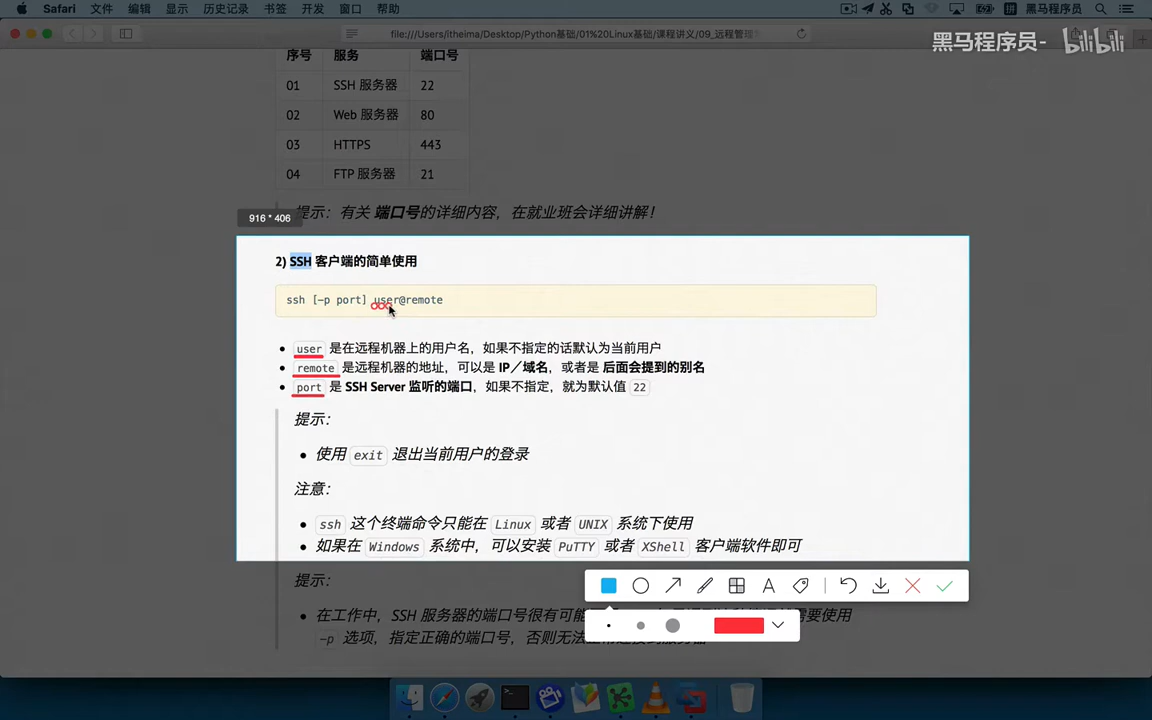 Safari 文件 编辑 显示 历史记录 书签 开发 窗口 帮助 黑马程序员
file:///Users/itheima/Desktop/Python基础/01%20Linux基础/课程讲义/09_远程管理
黑马程序员- bilibili
序号 服务 端口号
01 SSH 服务器 22
02 Web 服务器 80
03 HTTPS 443
04 FTP 服务器 21
提示：有关 端口号的详细内容，在就业班会详细讲解！
916 * 406
2) SSH 客户端的简单使用
ssh [-p port] user@remote
user 是在远程机器上的用户名，如果不指定的话默认为当前用户
remote 是远程机器的地址，可以是 IP／域名，或者是 后面会提到的别名
port 是 SSH Server 监听的端口，如果不指定，就为默认值 22
提示：
使用 exit 退出当前用户的登录
注意：
ssh 这个终端命令只能在 Linux 或者 UNIX 系统下使用
如果在 Windows 系统中，可以安装 PuTTY 或者 XShell 客户端软件即可
提示：
在工作中，SSH 服务器的端口号很有可能 需要使用
-p 选项，指定正确的端口号，否则无法